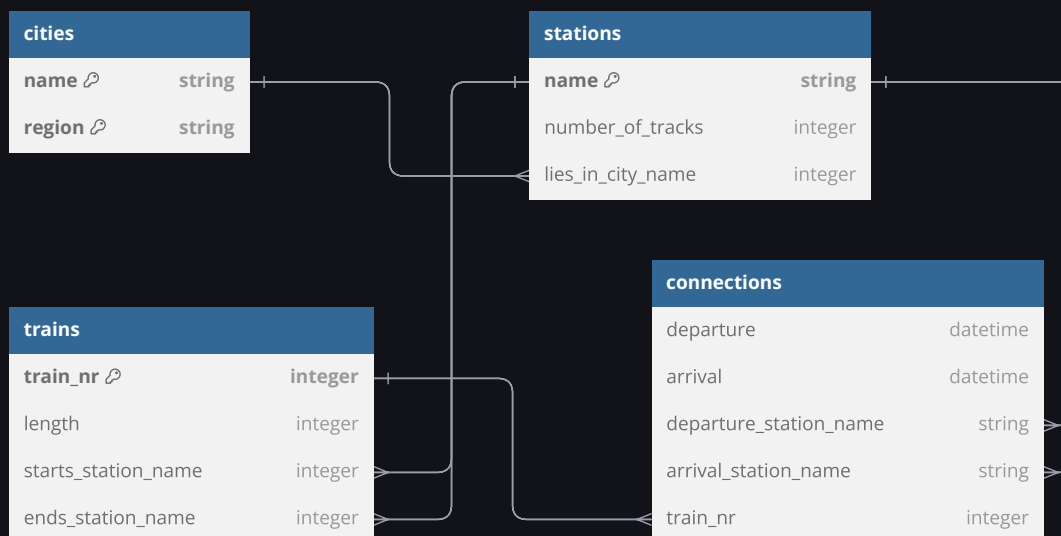 cities
name string
region string
stations
name string
number_of_tracks integer
lies_in_city_name integer
trains
train_nr integer
length integer
starts_station_name integer
ends_station_name integer
connections
departure datetime
arrival datetime
departure_station_name string
arrival_station_name string
train_nr integer